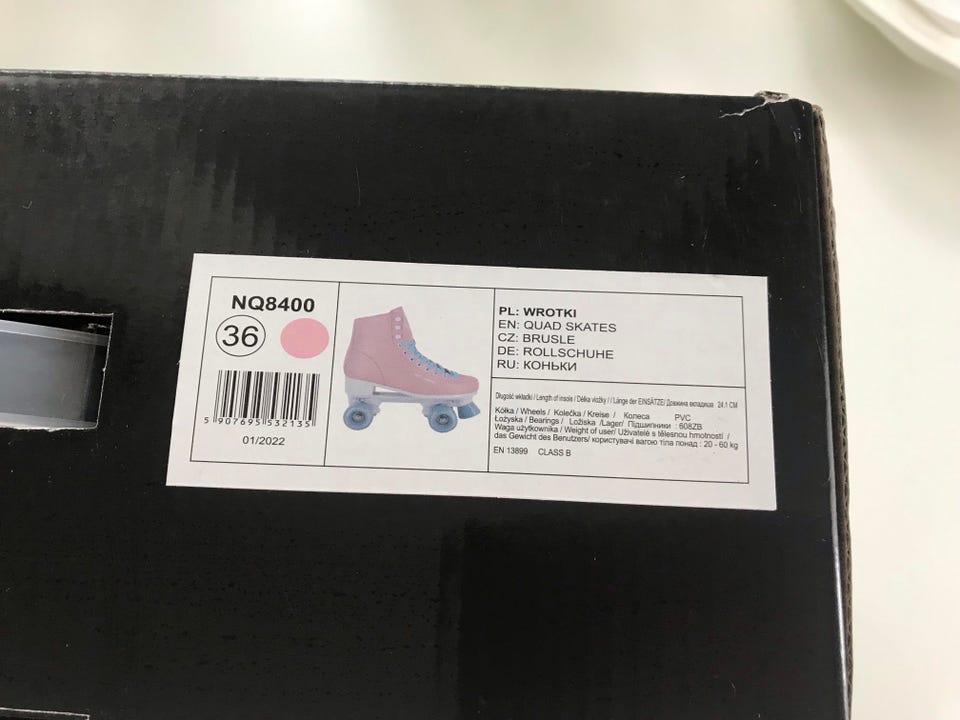 NQ8400
36
5 907695 532135
01/2022
PL: WROTKI
EN: QUAD SKATES
CZ: BRUSLE
DE: ROLLSCHUHE
RU: КОНЬКИ
Długość wkładki / Length of insole / Délka vložky / / Länge der EINSÄTZE/ Довжина вкладиша 24.1 CM
Kółka / Wheels / Kolečka / Kreise / Колеса PVC
Łożyska / Bearings / Ložiska /Lager/ Підшипники : 608ZB
Waga użytkownika / Weight of user/ Uživatelé s tělesnou hmotností /
das Gewicht des Benutzers/ користувачі вагою тіла понад : 20 - 60 kg
EN 13899 CLASS B